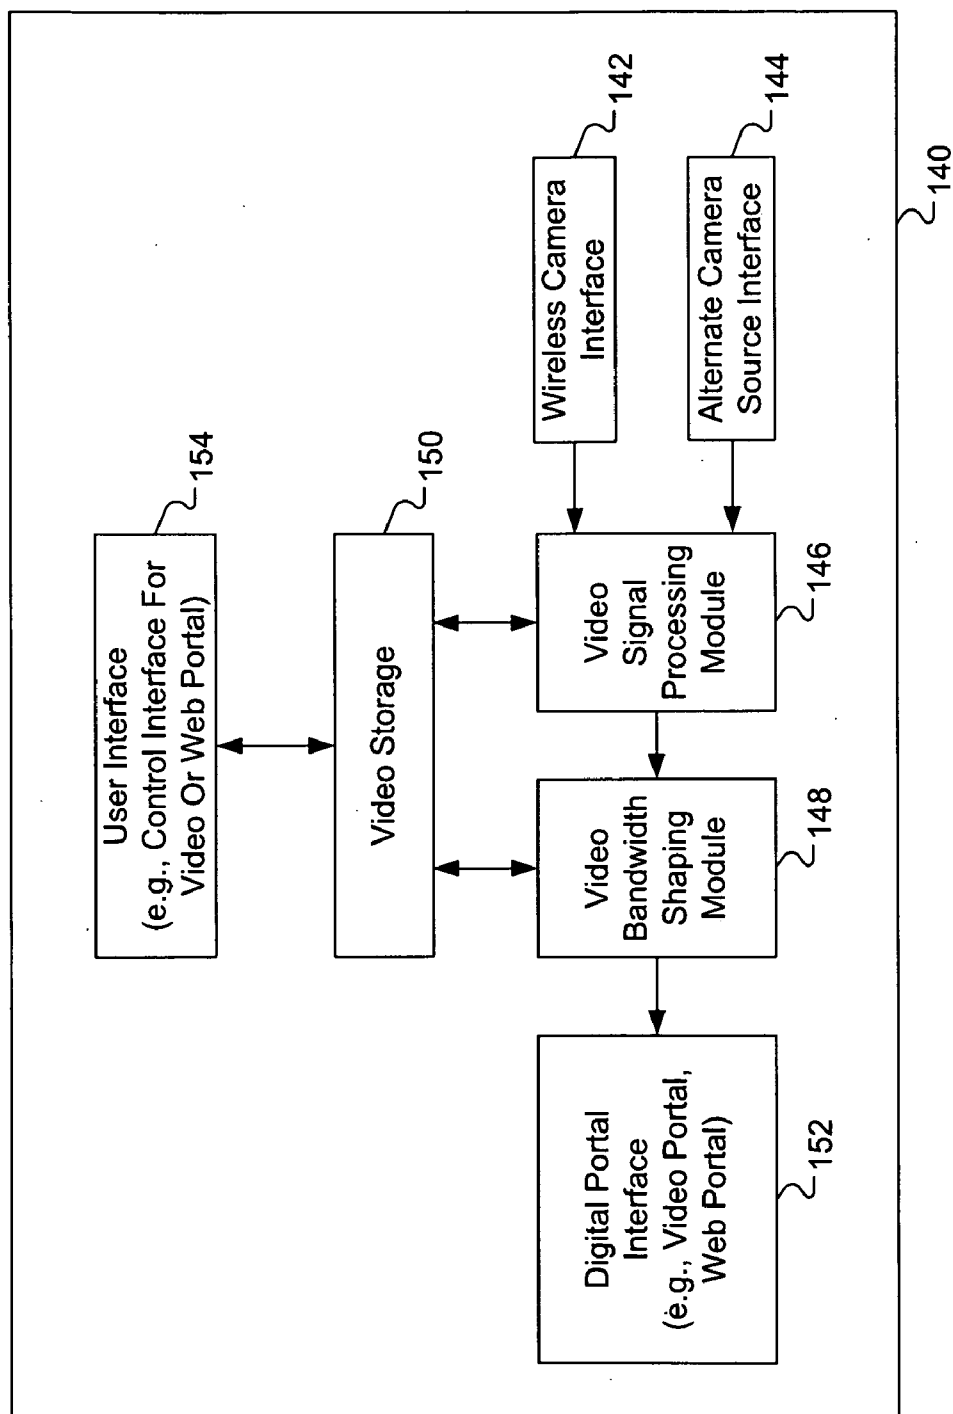 User Interface
(e.g., Control Interface For
Video Or Web Portal)
154
Video Storage
150
Digital Portal
Interface
(e.g., Video Portal,
Web Portal)
152
Video
Bandwidth
Shaping
Module
148
Video
Signal
Processing
Module
146
Wireless Camera
Interface
142
Alternate Camera
Source Interface
144
140